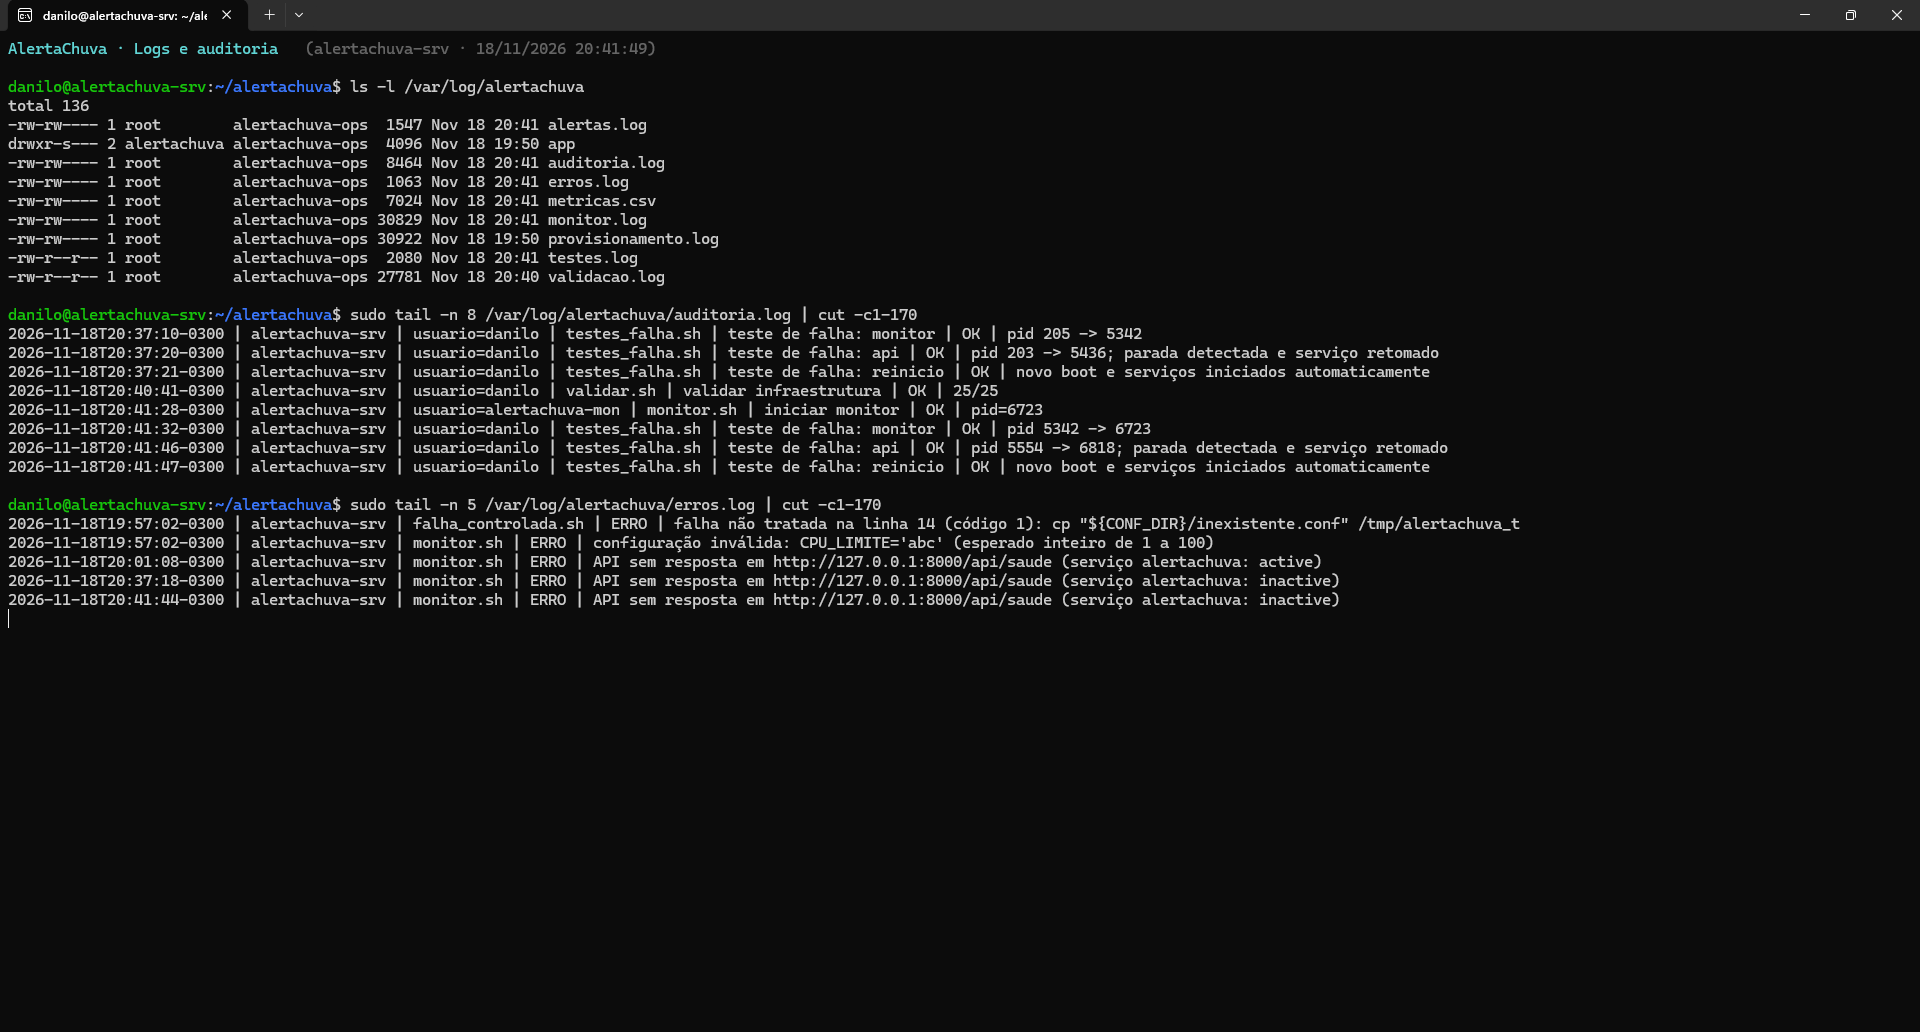 danilo@alertachuva-srv: ~/ale
AlertaChuva · Logs e auditoria   (alertachuva-srv · 18/11/2026 20:41:49)
danilo@alertachuva-srv:~/alertachuva$ ls -l /var/log/alertachuva
total 136
-rw-rw---- 1 root        alertachuva-ops  1547 Nov 18 20:41 alertas.log
drwxr-s--- 2 alertachuva alertachuva-ops  4096 Nov 18 19:50 app
-rw-rw---- 1 root        alertachuva-ops  8464 Nov 18 20:41 auditoria.log
-rw-rw---- 1 root        alertachuva-ops  1063 Nov 18 20:41 erros.log
-rw-rw---- 1 root        alertachuva-ops  7024 Nov 18 20:41 metricas.csv
-rw-rw---- 1 root        alertachuva-ops 30829 Nov 18 20:41 monitor.log
-rw-rw---- 1 root        alertachuva-ops 30922 Nov 18 19:50 provisionamento.log
-rw-r--r-- 1 root        alertachuva-ops  2080 Nov 18 20:41 testes.log
-rw-r--r-- 1 root        alertachuva-ops 27781 Nov 18 20:40 validacao.log
danilo@alertachuva-srv:~/alertachuva$ sudo tail -n 8 /var/log/alertachuva/auditoria.log | cut -c1-170
2026-11-18T20:37:10-0300 | alertachuva-srv | usuario=danilo | testes_falha.sh | teste de falha: monitor | OK | pid 205 -> 5342
2026-11-18T20:37:20-0300 | alertachuva-srv | usuario=danilo | testes_falha.sh | teste de falha: api | OK | pid 203 -> 5436; parada detectada e serviço retomado
2026-11-18T20:37:21-0300 | alertachuva-srv | usuario=danilo | testes_falha.sh | teste de falha: reinicio | OK | novo boot e serviços iniciados automaticamente
2026-11-18T20:40:41-0300 | alertachuva-srv | usuario=danilo | validar.sh | validar infraestrutura | OK | 25/25
2026-11-18T20:41:28-0300 | alertachuva-srv | usuario=alertachuva-mon | monitor.sh | iniciar monitor | OK | pid=6723
2026-11-18T20:41:32-0300 | alertachuva-srv | usuario=danilo | testes_falha.sh | teste de falha: monitor | OK | pid 5342 -> 6723
2026-11-18T20:41:46-0300 | alertachuva-srv | usuario=danilo | testes_falha.sh | teste de falha: api | OK | pid 5554 -> 6818; parada detectada e serviço retomado
2026-11-18T20:41:47-0300 | alertachuva-srv | usuario=danilo | testes_falha.sh | teste de falha: reinicio | OK | novo boot e serviços iniciados automaticamente
danilo@alertachuva-srv:~/alertachuva$ sudo tail -n 5 /var/log/alertachuva/erros.log | cut -c1-170
2026-11-18T19:57:02-0300 | alertachuva-srv | falha_controlada.sh | ERRO | falha não tratada na linha 14 (código 1): cp "${CONF_DIR}/inexistente.conf" /tmp/alertachuva_t
2026-11-18T19:57:02-0300 | alertachuva-srv | monitor.sh | ERRO | configuração inválida: CPU_LIMITE='abc' (esperado inteiro de 1 a 100)
2026-11-18T20:01:08-0300 | alertachuva-srv | monitor.sh | ERRO | API sem resposta em http://127.0.0.1:8000/api/saude (serviço alertachuva: active)
2026-11-18T20:37:18-0300 | alertachuva-srv | monitor.sh | ERRO | API sem resposta em http://127.0.0.1:8000/api/saude (serviço alertachuva: inactive)
2026-11-18T20:41:44-0300 | alertachuva-srv | monitor.sh | ERRO | API sem resposta em http://127.0.0.1:8000/api/saude (serviço alertachuva: inactive)